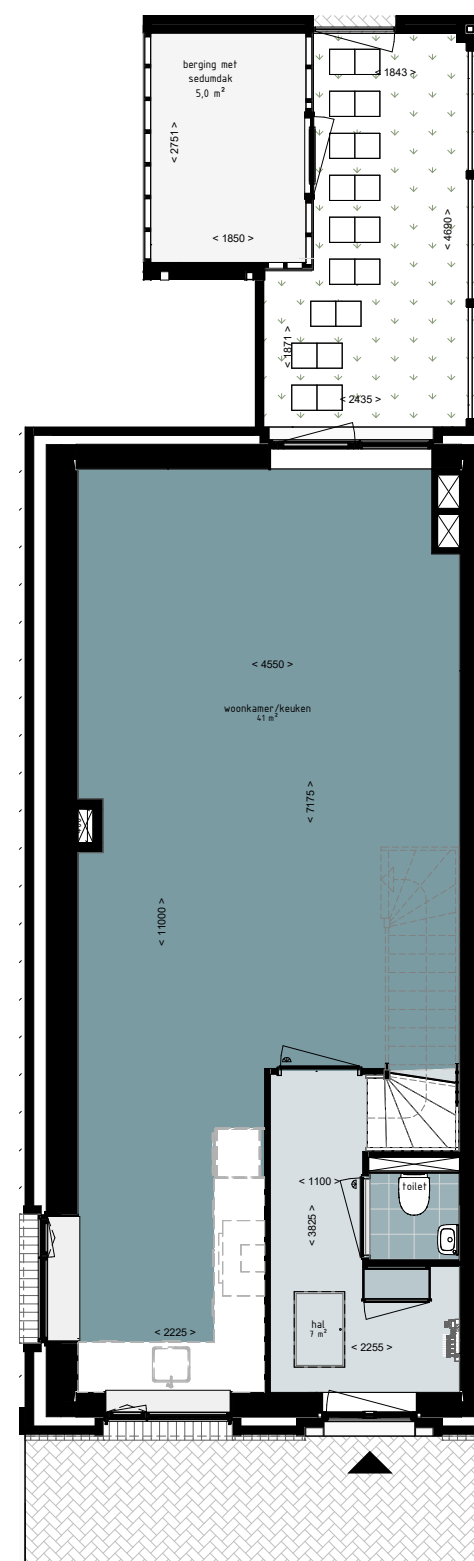 berging met
sedumdak
5,0 m²
< 1843 >
< 2751 >
< 1850 >
< 4690 >
< 1871 >
< 2435 >
< 4550 >
woonkamer/keuken
41 m²
< 7175 >
< 11000 >
< 1100 >
toilet
< 3825 >
hal
7 m²
< 2225 >
< 2255 >